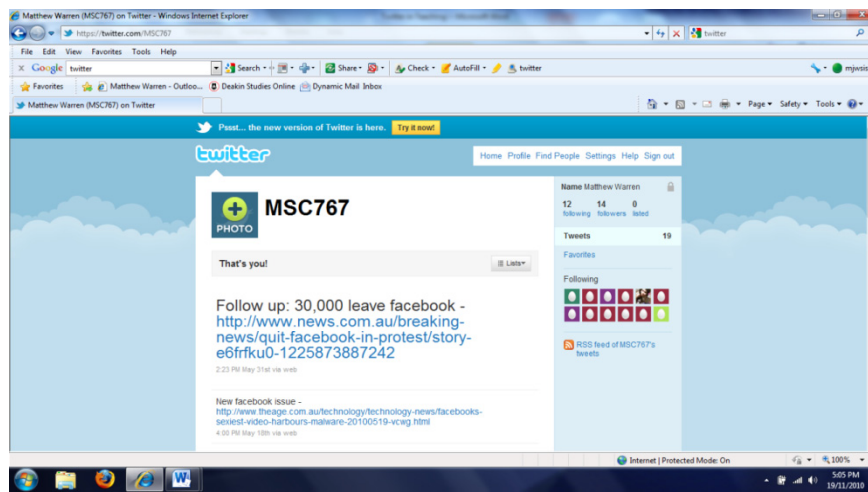 Matthew Warren (MSC767) on Twitter - Windows Internet Explorer
https://twitter.com/MSC767
twitter
File Edit View Favorites Tools Help
x Google twitter Search Share Check AutoFill twitter mjwsis
Favorites Matthew Warren - Outloo... Deakin Studies Online Dynamic Mail Inbox
Matthew Warren (MSC767) on Twitter Page Safety Tools
Pssst... the new version of Twitter is here. Try it now!
twitter
Home Profile Find People Settings Help Sign out
PHOTO
MSC767
That's you!
Lists
Follow up: 30,000 leave facebook -
http://www.news.com.au/breaking-
news/quit-facebook-in-protest/story-
e6frfku0-1225873887242
2:23 PM May 31st via web
New facebook issue -
http://www.theage.com.au/technology/technology-news/facebooks-
sexiest-video-harbours-malware-20100519-vcwg.html
4:00 PM May 18th via web
Name Matthew Warren
12 14 0
following followers listed
Tweets 19
Favorites
Following
RSS feed of MSC767's
tweets
Internet | Protected Mode: On 100%
5:05 PM
19/11/2010